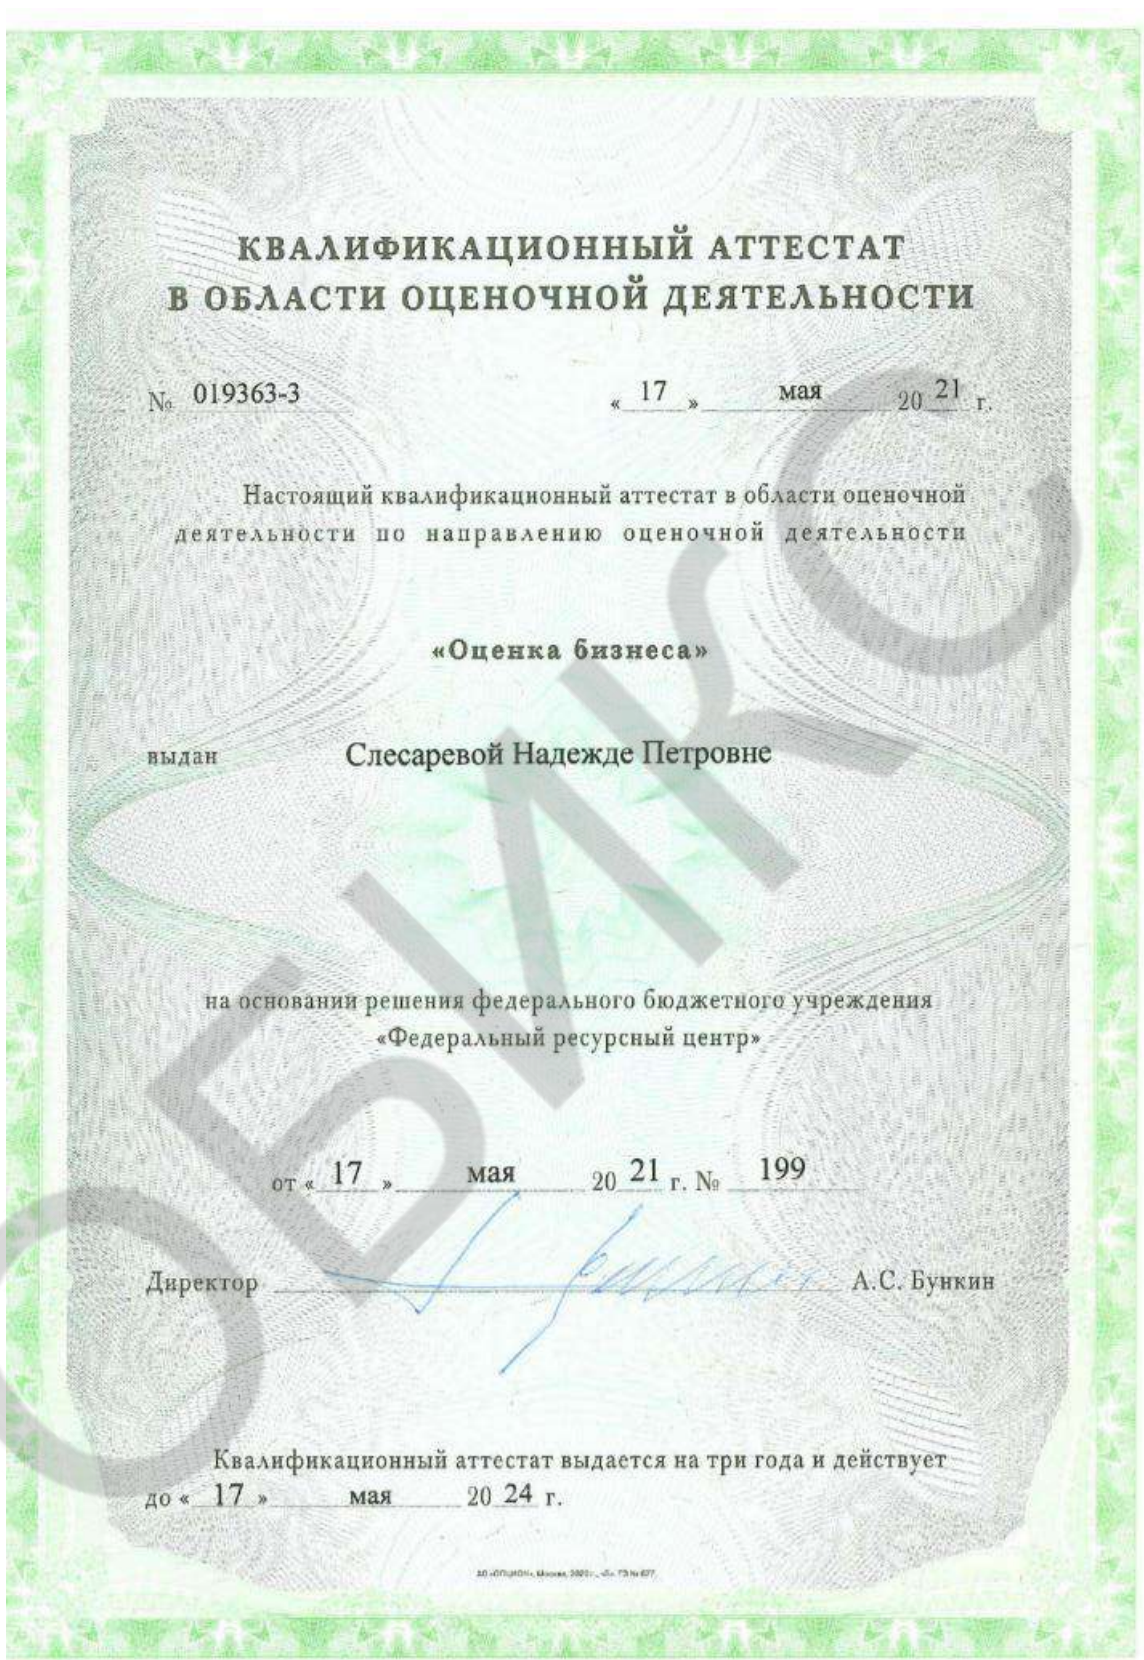 КВАЛИФИКАЦИОННЫЙ АТТЕСТАТ
В ОБЛАСТИ ОЦЕНОЧНОЙ ДЕЯТЕЛЬНОСТИ
№ 019363-3 « 17 » мая 20 21 г.
Настоящий квалификационный аттестат в области оценочной
деятельности по направлению оценочной деятельности
«Оценка бизнеса»
выдан Слесаревой Надежде Петровне
на основании решения федерального бюджетного учреждения
«Федеральный ресурсный центр»
от « 17 » мая 20 21 г. № 199
Директор А.С. Бункин
Квалификационный аттестат выдается на три года и действует
до « 17 » мая 20 24 г.
АО «ОПЦИОН», Москва,
ОБИКС